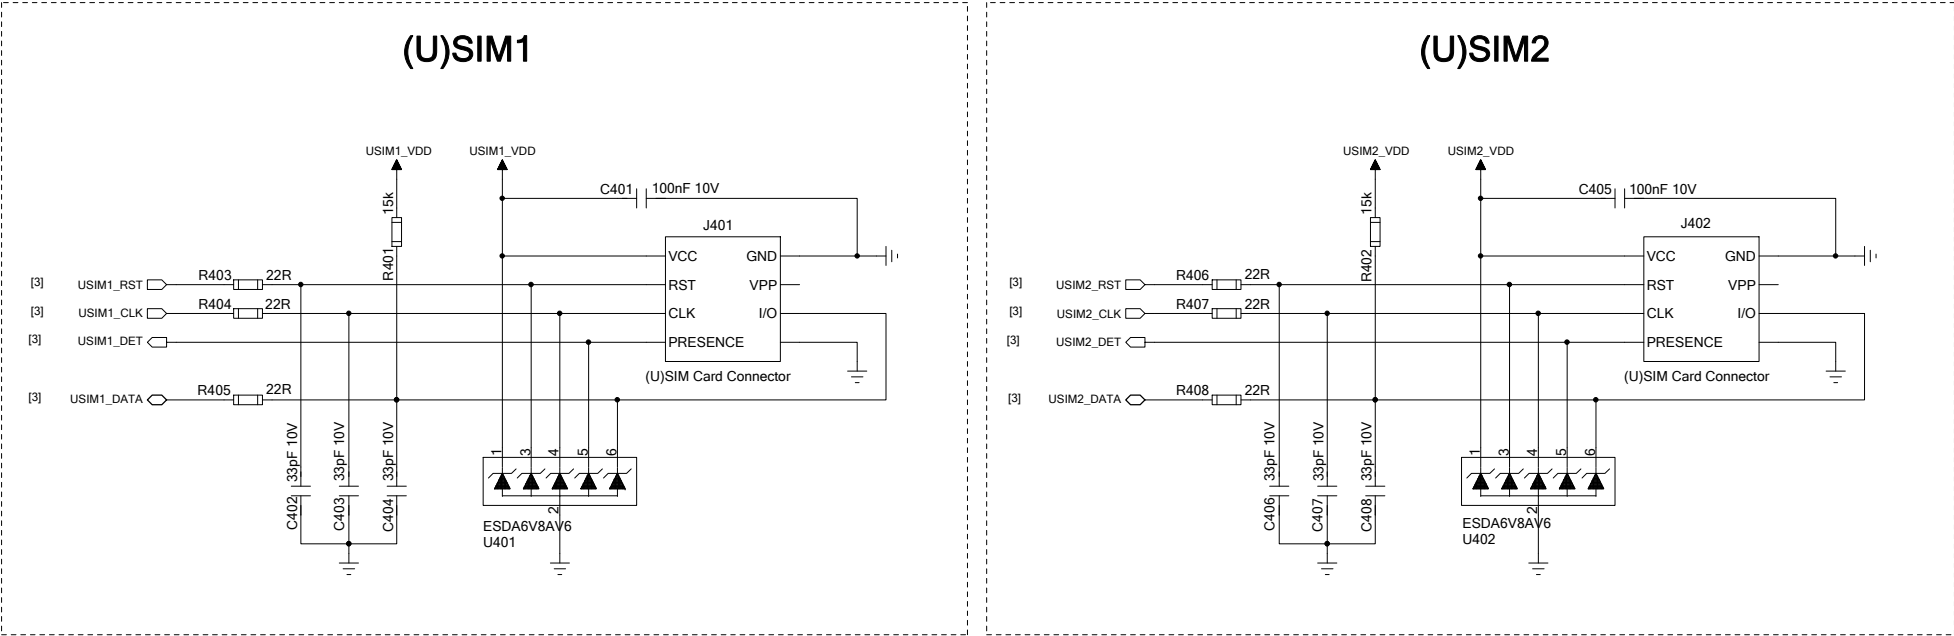 (U)SIM1
USIM1_VDD
USIM1_VDD
C401
100nF 10V
15k
R401
J401
VCC
GND
RST
VPP
CLK
I/O
PRESENCE
(U)SIM Card Connector
[3]
USIM1_RST
R403
22R
[3]
USIM1_CLK
R404
22R
[3]
USIM1_DET
[3]
USIM1_DATA
R405
22R
33pF 10V
33pF 10V
33pF 10V
C402
C403
C404
1
3
4
5
6
2
ESDA6V8AV6
U401
(U)SIM2
USIM2_VDD
USIM2_VDD
C405
100nF 10V
15k
R402
J402
VCC
GND
RST
VPP
CLK
I/O
PRESENCE
(U)SIM Card Connector
[3]
USIM2_RST
R406
22R
[3]
USIM2_CLK
R407
22R
[3]
USIM2_DET
[3]
USIM2_DATA
R408
22R
33pF 10V
33pF 10V
33pF 10V
C406
C407
C408
1
3
4
5
6
2
ESDA6V8AV6
U402